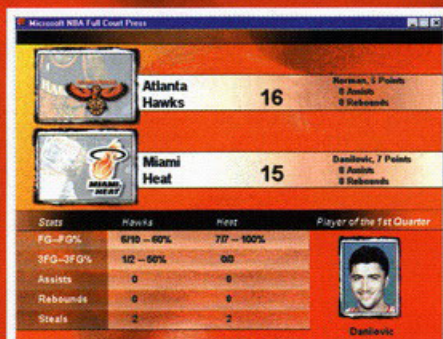 Microsoft NBA Full Court Press
Atlanta
Hawks
16
Norman, 6 Points
0 Assists
0 Rebounds
Miami
Heat
15
Danilovic, 7 Points
0 Assists
0 Rebounds
MIAMI
HEAT
Stats Hawks Heat Player of the 1st Quarter
FG--FG% 6/10 -- 60% 7/7 -- 100%
3FG--3FG% 1/2 -- 50% 0/0
Assists 0 0
Rebounds 0 0
Steals 2 2
Danilovic